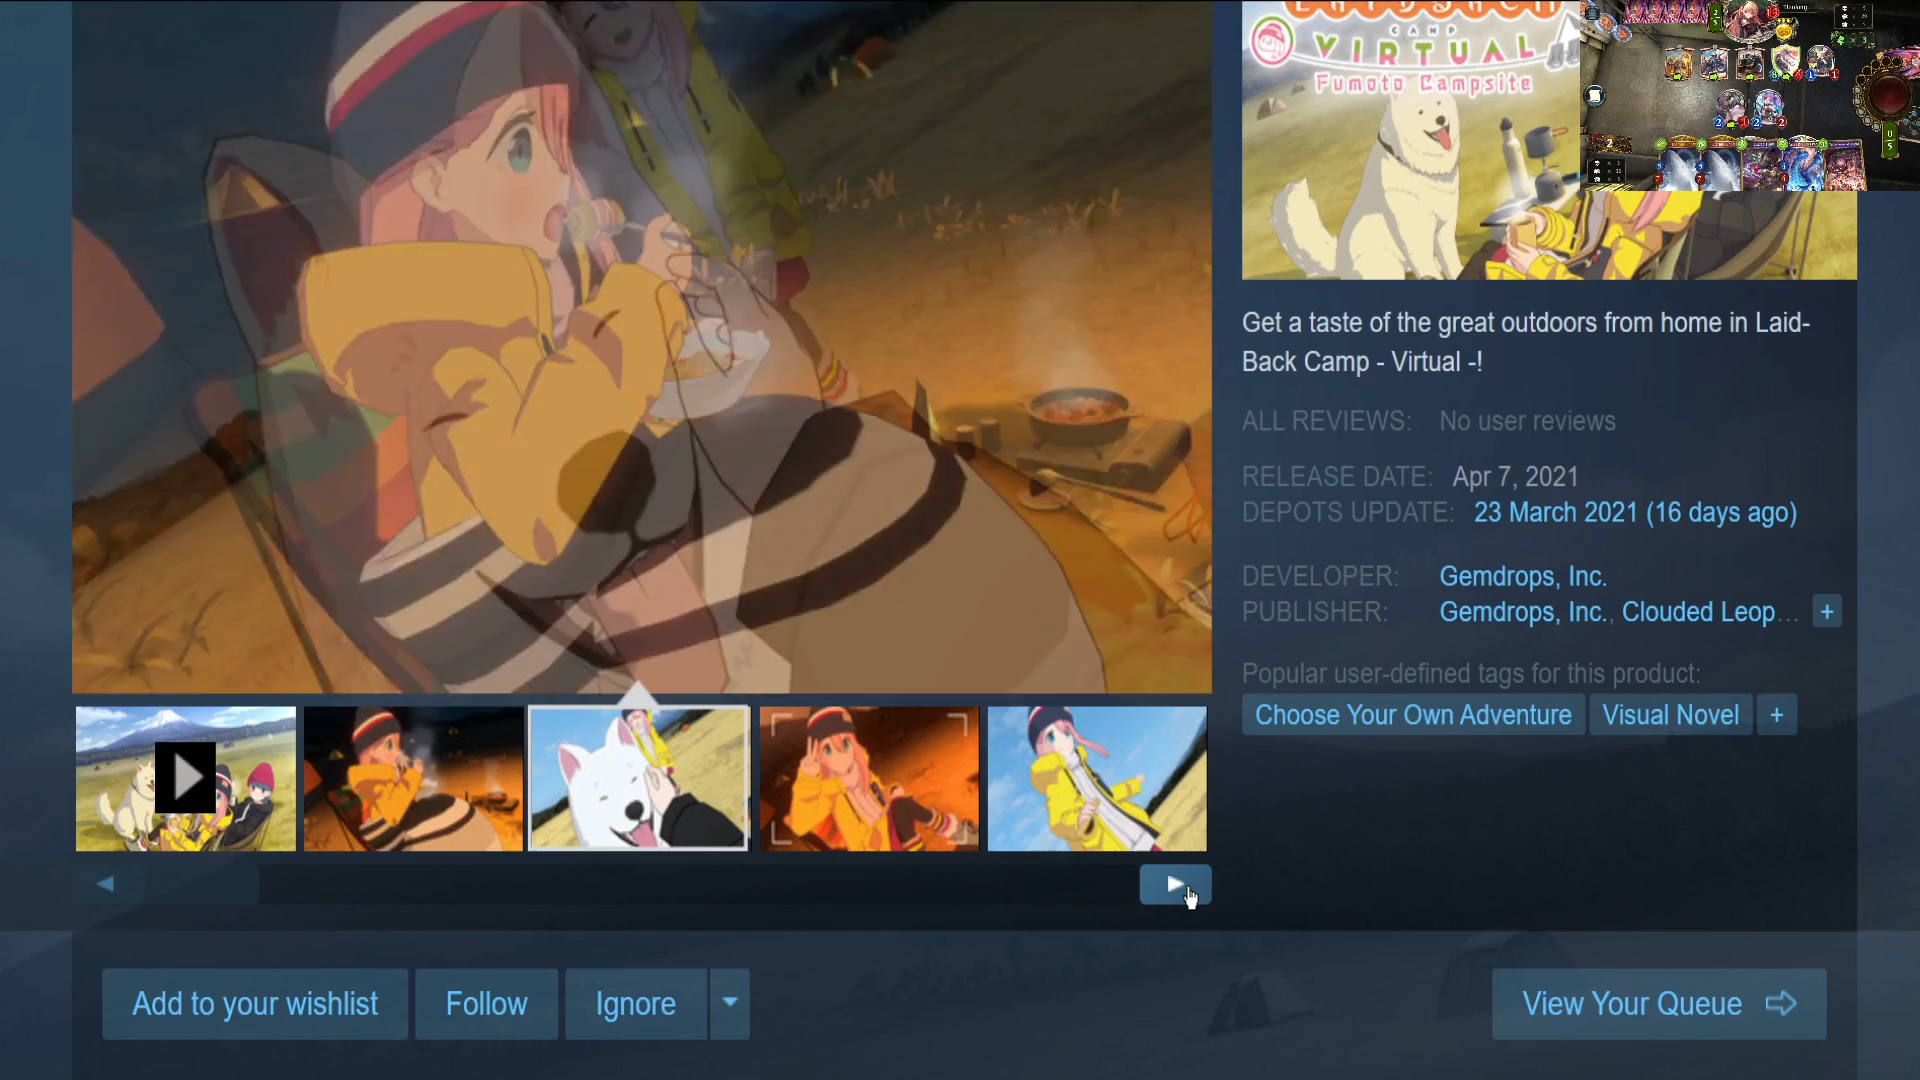 CAMP
VIRTUAL
Fumoto Campsite
Thinking...
Get a taste of the great outdoors from home in Laid-
Back Camp - Virtual -!
ALL REVIEWS: No user reviews
RELEASE DATE: Apr 7, 2021
DEPOTS UPDATE: 23 March 2021 (16 days ago)
DEVELOPER: Gemdrops, Inc.
PUBLISHER: Gemdrops, Inc., Clouded Leop... +
Popular user-defined tags for this product:
Choose Your Own Adventure Visual Novel +
Add to your wishlist Follow Ignore View Your Queue